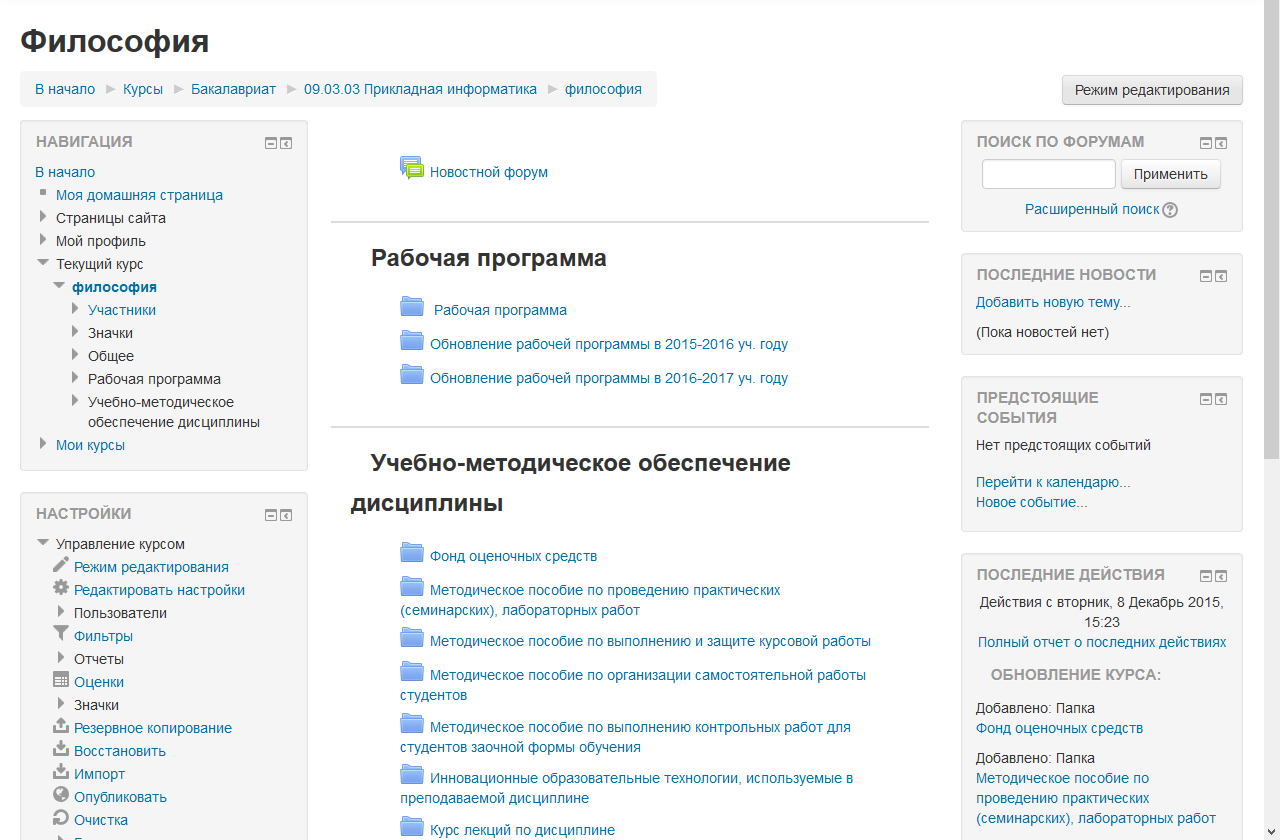 Философия
В начало
Курсы
Бакалавриат
09.03.03 Прикладная информатика
философия
Режим редактирования
НАВИГАЦИЯ
В начало
Моя домашняя страница
Страницы сайта
Мой профиль
Текущий курс
философия
Участники
Значки
Общее
Рабочая программа
Учебно-методическое
обеспечение дисциплины
Мои курсы
НАСТРОЙКИ
Управление курсом
Режим редактирования
Редактировать настройки
Пользователи
Фильтры
Отчеты
Оценки
Значки
Резервное копирование
Восстановить
Импорт
Опубликовать
Очистка
Новостной форум
Рабочая программа
Рабочая программа
Обновление рабочей программы в 2015-2016 уч. году
Обновление рабочей программы в 2016-2017 уч. году
Учебно-методическое обеспечение
дисциплины
Фонд оценочных средств
Методическое пособие по проведению практических
(семинарских), лабораторных работ
Методическое пособие по выполнению и защите курсовой работы
Методическое пособие по организации самостоятельной работы
студентов
Методическое пособие по выполнению контрольных работ для
студентов заочной формы обучения
Инновационные образовательные технологии, используемые в
преподаваемой дисциплине
Курс лекций по дисциплине
ПОИСК ПО ФОРУМАМ
Применить
Расширенный поиск
ПОСЛЕДНИЕ НОВОСТИ
Добавить новую тему...
(Пока новостей нет)
ПРЕДСТОЯЩИЕ
СОБЫТИЯ
Нет предстоящих событий
Перейти к календарю...
Новое событие...
ПОСЛЕДНИЕ ДЕЙСТВИЯ
Действия с вторник, 8 Декабрь 2015,
15:23
Полный отчет о последних действиях
ОБНОВЛЕНИЕ КУРСА:
Добавлено: Папка
Фонд оценочных средств
Добавлено: Папка
Методическое пособие по
проведению практических
(семинарских), лабораторных работ